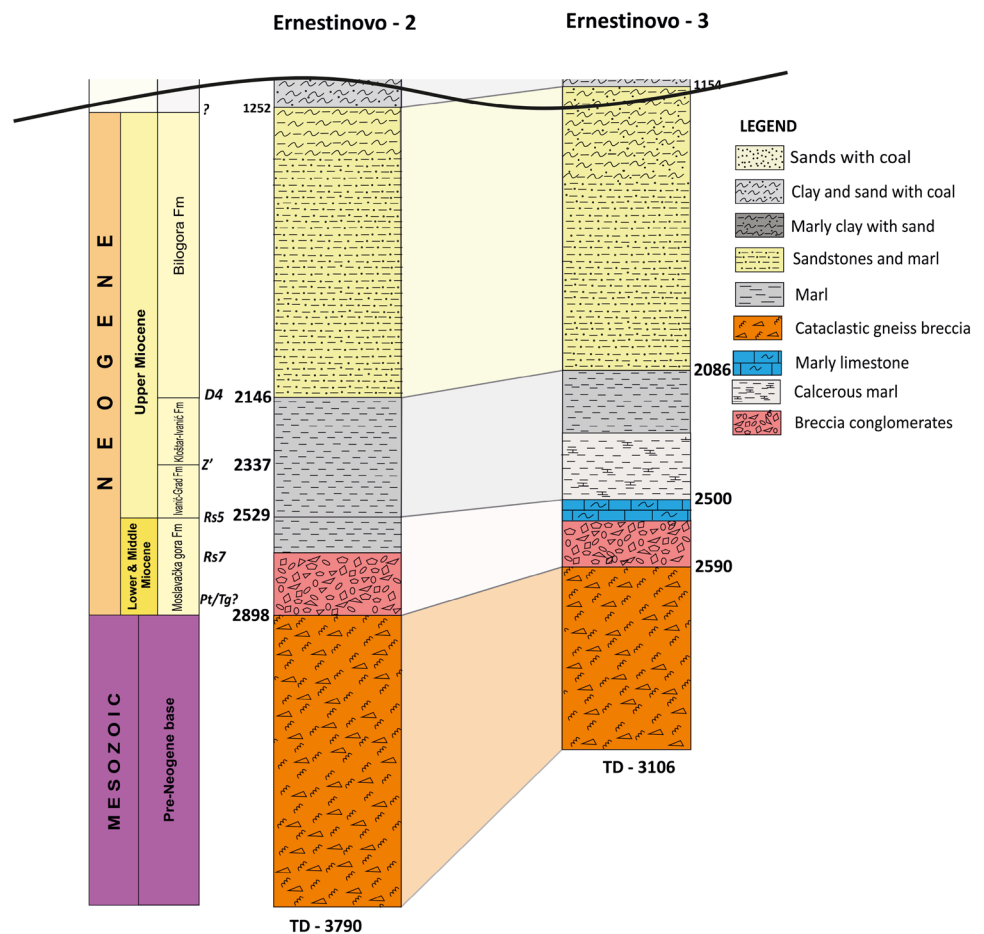 Ernestinovo - 2
Ernestinovo - 3
NEOGENE
Upper Miocene
Lower & Middle
Miocene
Bilogora Fm
Kloštar-Ivanić Fm
Ivanić-Grad Fm
Moslavačka gora Fm
MESOZOIC
Pre-Neogene base
?
D4
Z'
Rs5
Rs7
Pt/Tg?
1252
2146
2337
2529
2898
TD - 3790
1154
2086
2500
2590
TD - 3106
LEGEND
Sands with coal
Clay and sand with coal
Marly clay with sand
Sandstones and marl
Marl
Cataclastic gneiss breccia
Marly limestone
Calcerous marl
Breccia conglomerates